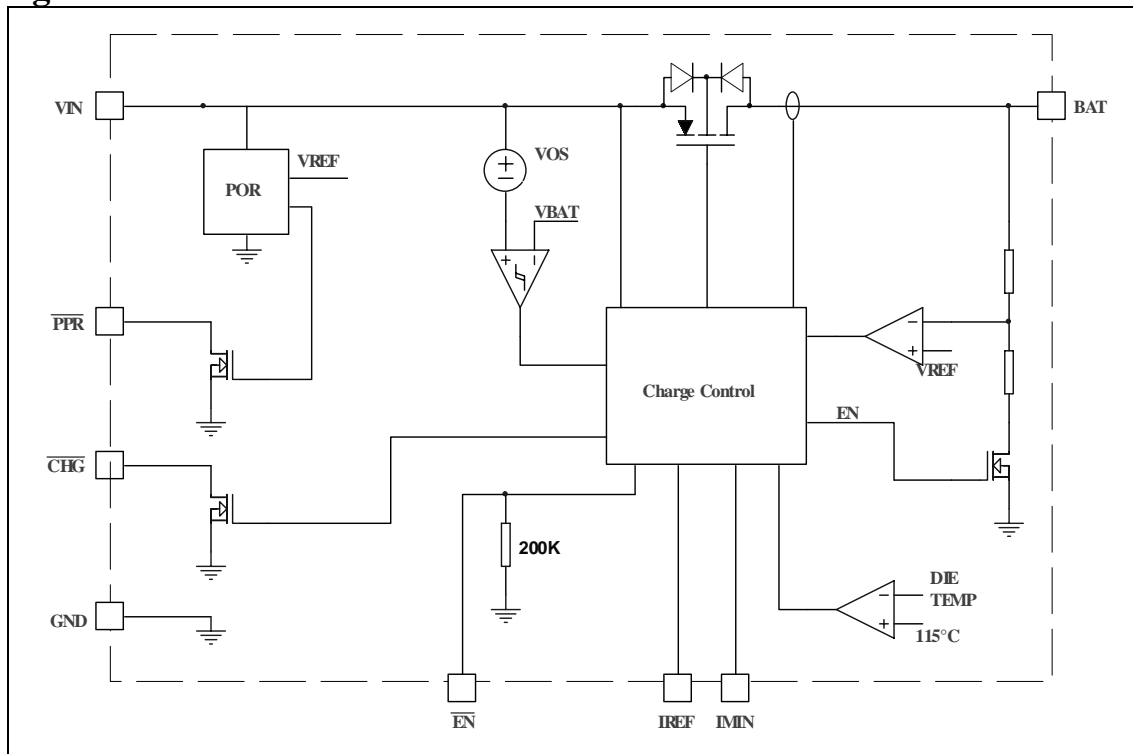 VIN
BAT
VOS
VREF
POR
VBAT
PPR
VREF
Charge Control
EN
CHG
200K
DIE
TEMP
GND
115°C
EN
IREF
IMIN